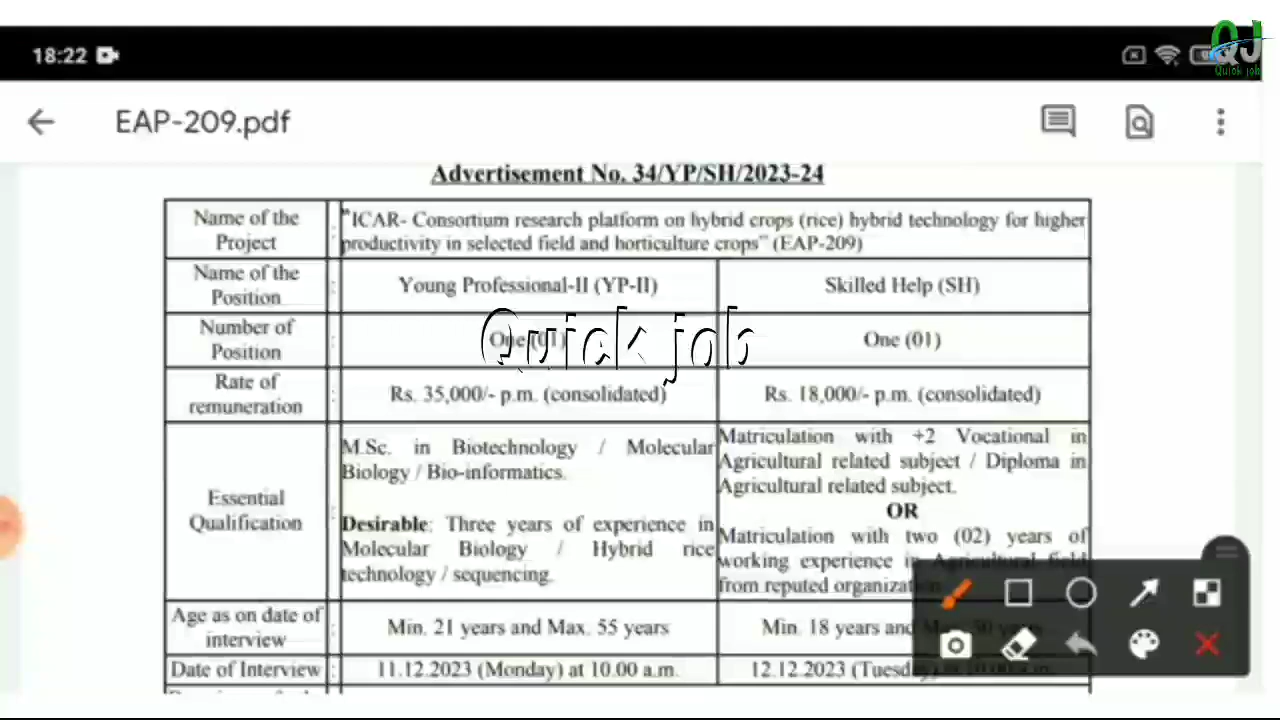 18:22
QJ
Quick job
EAP-209.pdf
Advertisement No. 34/YP/SH/2023-24
Name of the Project : "ICAR- Consortium research platform on hybrid crops (rice) hybrid technology for higher
productivity in selected field and horticulture crops" (EAP-209)
Name of the Position : Young Professional-II (YP-II) Skilled Help (SH)
Number of Position : One (01) One (01)
Quick job
Rate of remuneration : Rs. 35,000/- p.m. (consolidated) Rs. 18,000/- p.m. (consolidated)
Essential Qualification :
M.Sc. in Biotechnology / Molecular
Biology / Bio-informatics.
Desirable: Three years of experience in
Molecular Biology / Hybrid rice
technology / sequencing.
Matriculation with +2 Vocational in
Agricultural related subject / Diploma in
Agricultural related subject.
OR
Matriculation with two (02) years of
working experience in Agricultural field
from reputed organization
Age as on date of interview : Min. 21 years and Max. 55 years Min. 18 years and
Date of Interview : 11.12.2023 (Monday) at 10.00 a.m. 12.12.2023 (Tuesday)